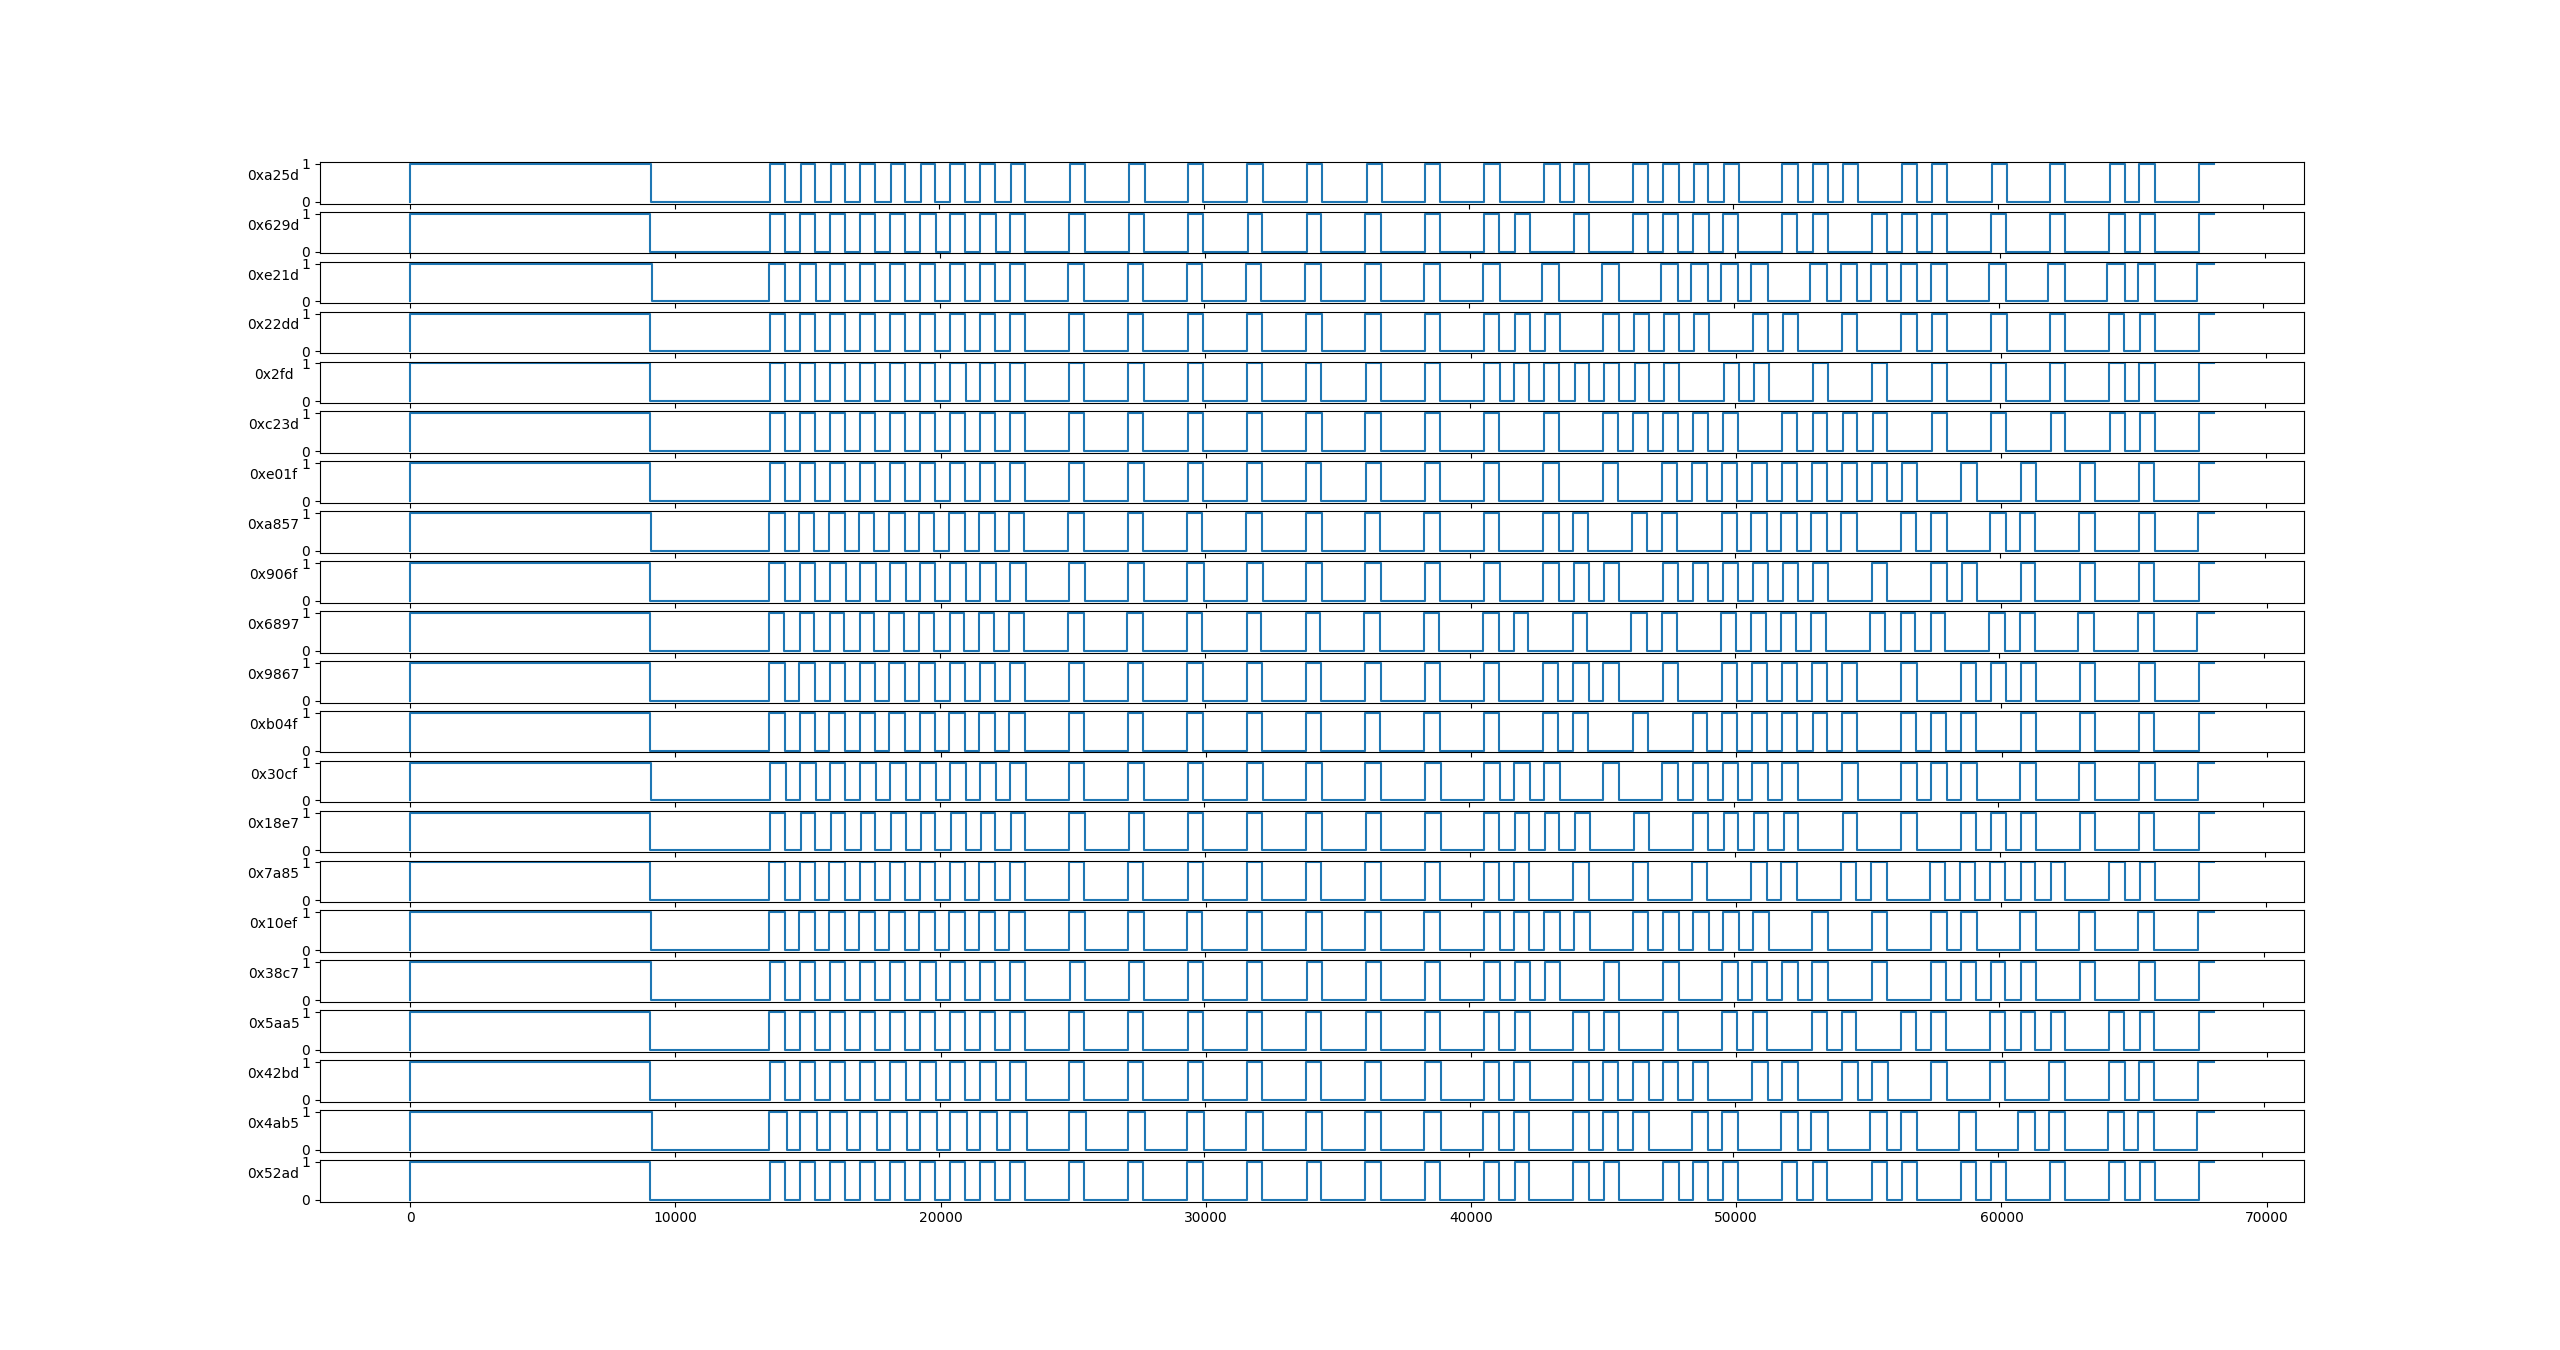 0xa25d 1 0
0x629d 1 0
0xe21d 1 0
0x22dd 1 0
0x2fd 1 0
0xc23d 1 0
0xe01f 1 0
0xa857 1 0
0x906f 1 0
0x6897 1 0
0x9867 1 0
0xb04f 1 0
0x30cf 1 0
0x18e7 1 0
0x7a85 1 0
0x10ef 1 0
0x38c7 1 0
0x5aa5 1 0
0x42bd 1 0
0x4ab5 1 0
0x52ad 1 0
0 10000 20000 30000 40000 50000 60000 70000